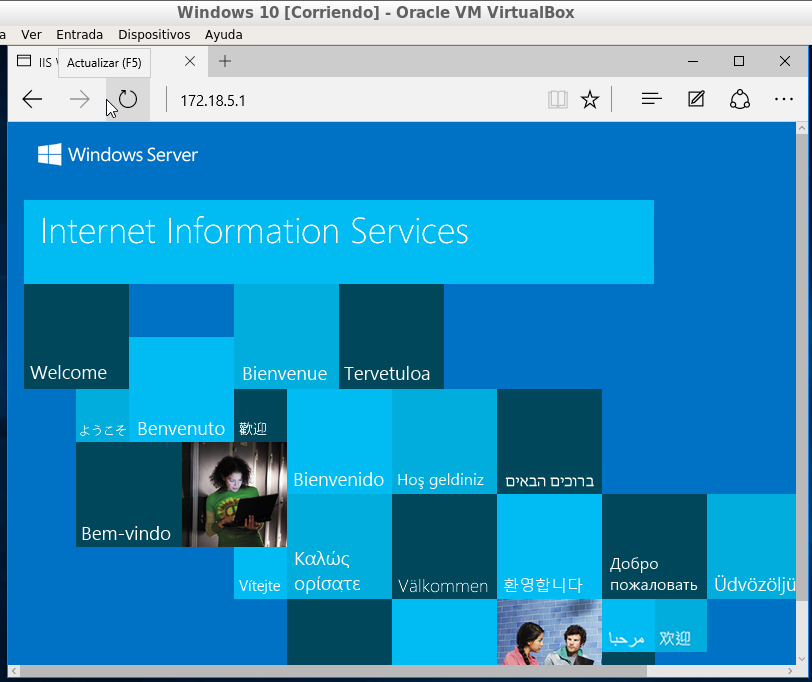 Windows 10 [Corriendo] - Oracle VM VirtualBox
a Ver Entrada Dispositivos Ayuda
IIS
Actualizar (F5)
172.18.5.1
Windows Server
Internet Information Services
Welcome
Bienvenue
Tervetuloa
ようこそ
Benvenuto
歡迎
Bienvenido
Hoş geldiniz
ברוכים הבאים
Bem-vindo
Vítejte
Καλώς
ορίσατε
Välkommen
환영합니다
Добро
пожаловать
Üdvözöljü
مرحبا
欢迎